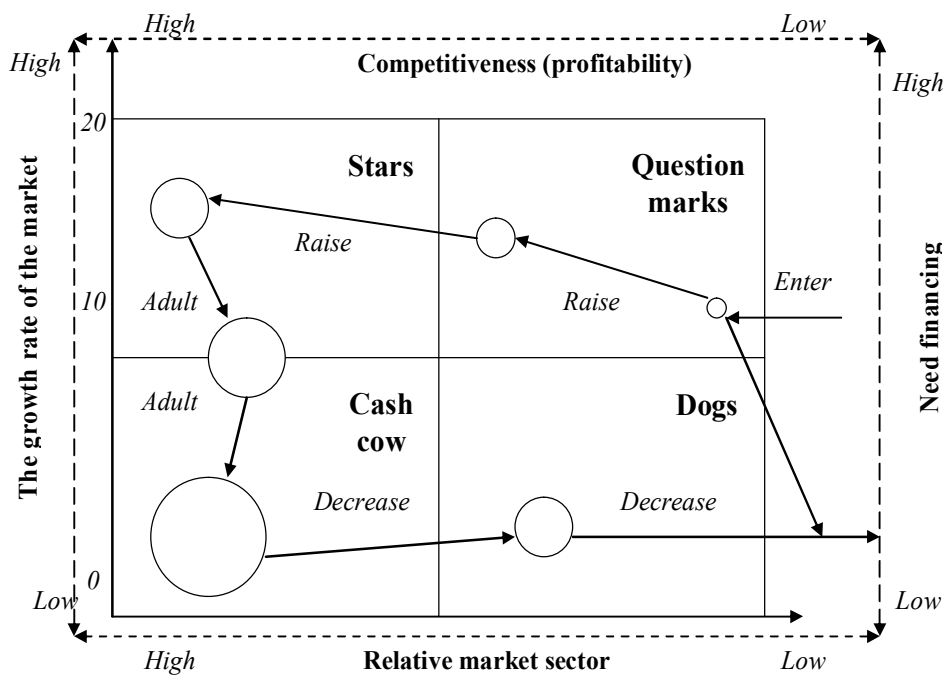 High
Low
High
Competitiveness (profitability)
High
20
Stars
Question
marks
The growth rate of the market
Raise
Enter
Adult
10
Raise
Need financing
Adult
Cash
cow
Dogs
Decrease
Decrease
0
Low
Low
High
Relative market sector
Low